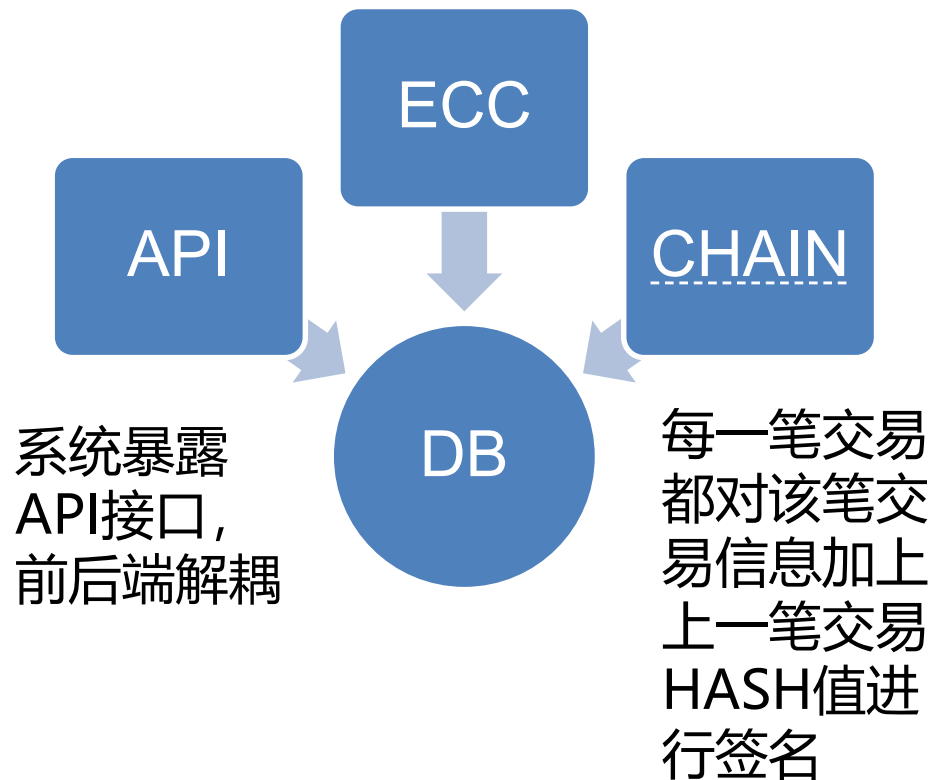 ECC
API
CHAIN
DB
系统暴露
API接口，
前后端解耦
每一笔交易
都对该笔交
易信息加上
上一笔交易
HASH值进
行签名